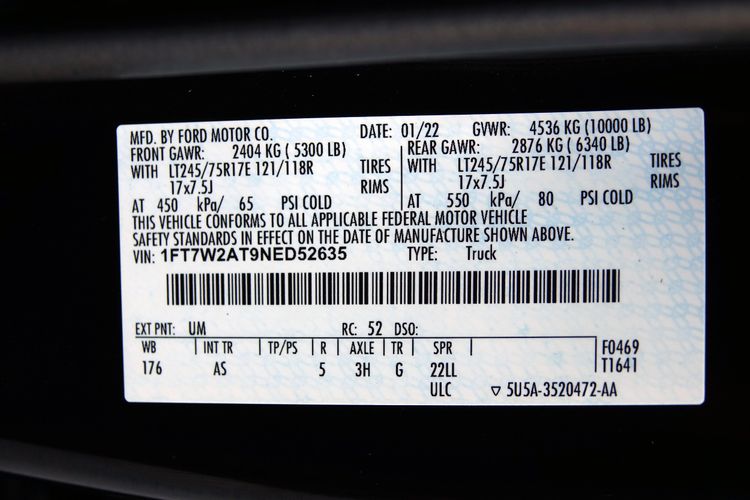 MFD. BY FORD MOTOR CO. DATE: 01/22 GVWR: 4536 KG (10000 LB)
FRONT GAWR: 2404 KG ( 5300 LB) REAR GAWR: 2876 KG ( 6340 LB)
WITH LT245/75R17E 121/118R TIRES WITH LT245/75R17E 121/118R TIRES
17x7.5J RIMS 17x7.5J RIMS
AT 450 kPa/ 65 PSI COLD AT 550 kPa/ 80 PSI COLD
THIS VEHICLE CONFORMS TO ALL APPLICABLE FEDERAL MOTOR VEHICLE
SAFETY STANDARDS IN EFFECT ON THE DATE OF MANUFACTURE SHOWN ABOVE.
VIN: 1FT7W2AT9NED52635 TYPE: Truck
EXT PNT: UM RC: 52 DSO:
WB | INT TR | TP/PS | R | AXLE | TR | SPR | F0469
176 AS 5 3H G 22LL T1641
ULC ▽ 5U5A-3520472-AA